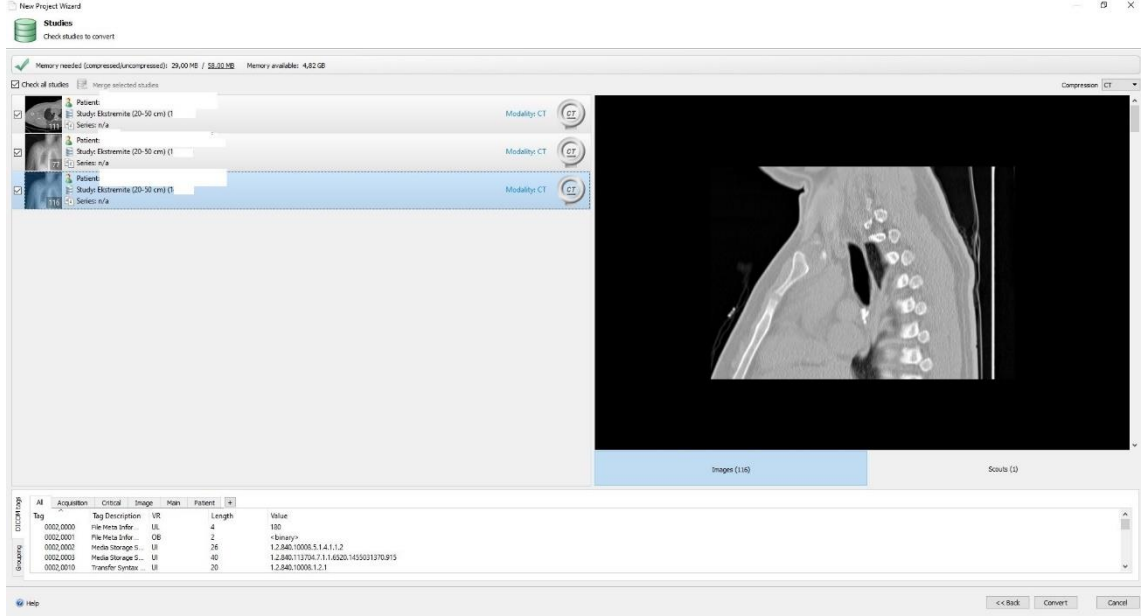 New Project Wizard
Studies
Check studies to convert
Memory needed (compressed/uncompressed): 29,00 MB / 58,00 MB Memory available: 4,82 GB
Check all studies Merge selected studies Compression CT
Patient:
Study: Ekstremite (20-50 cm) (1 Modality: CT CT
111 Series: n/a
Patient:
Study: Ekstremite (20-50 cm) (1 Modality: CT CT
77 Series: n/a
Patient:
Study: Ekstremite (20-50 cm) (1 Modality: CT CT
116 Series: n/a
Images (116) Scouts (1)
DICOM tags
Grouping
All Acquisition Critical Image Main Patient +
Tag Tag Description VR Length Value
0002,0000 File Meta Infor... UL 4 180
0002,0001 File Meta Infor... OB 2 <binary>
0002,0002 Media Storage S... UI 26 1.2.840.10008.5.1.4.1.1.2
0002,0003 Media Storage S... UI 40 1.2.840.113704.7.1.1.6520.1455031370.915
0002,0010 Transfer Syntax ... UI 20 1.2.840.10008.1.2.1
Help << Back Convert Cancel